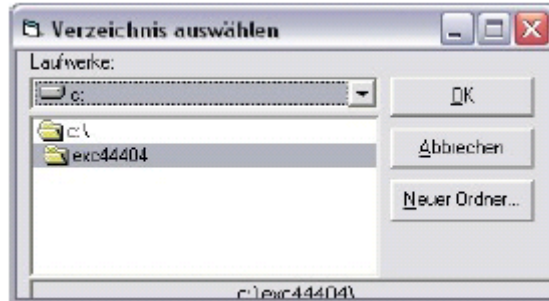 Verzeichnis auswählen
Laufwerke:
c:
OK
c:\
exc44404
Abbrechen
Neuer Ordner...
c:\exc44404\